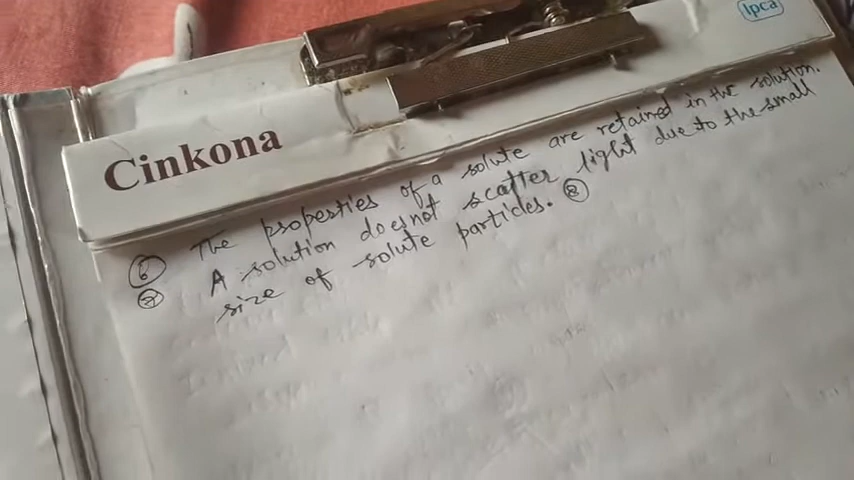 Ipca
Cinkona
⑥ The properties of a solute are retained in the solution.
⑦ A solution does not scatter light due to the small
size of solute particles. ⑧